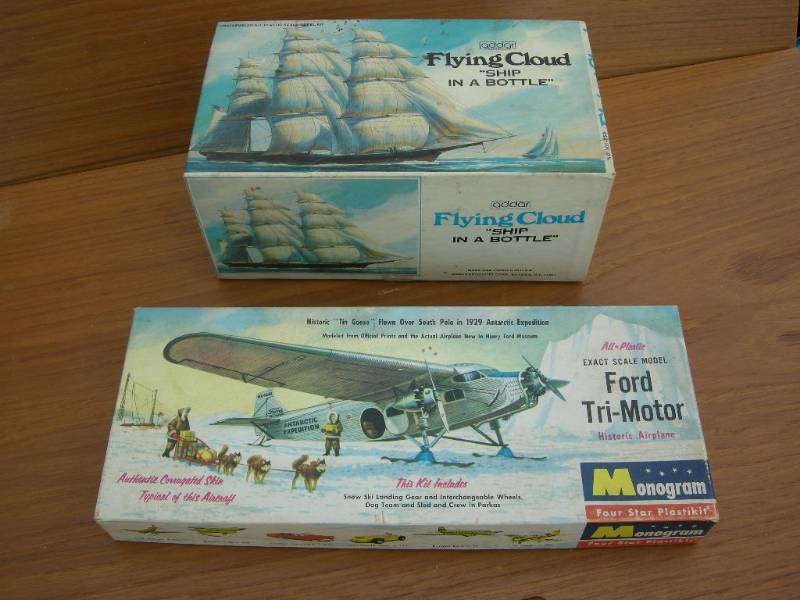 addar
Flying Cloud
"SHIP
IN A BOTTLE"
addar
Flying Cloud
"SHIP
IN A BOTTLE"
Historic "Tin Goose" Flown Over South Pole in 1929 Antarctic Expedition
Modeled from Official Prints and the Actual Airplane Now in Henry Ford Museum
All-Plastic
EXACT SCALE MODEL
Ford
Tri-Motor
Historic Airplane
ANTARCTIC
EXPEDITION
Authentic Corrugated Skin
Typical of this Aircraft
This Kit Includes
Snow Ski Landing Gear and Interchangeable Wheels,
Dog Team and Sled and Crew in Parkas
Monogram
Four Star Plastikit
Monogram
Four Star Plastikit